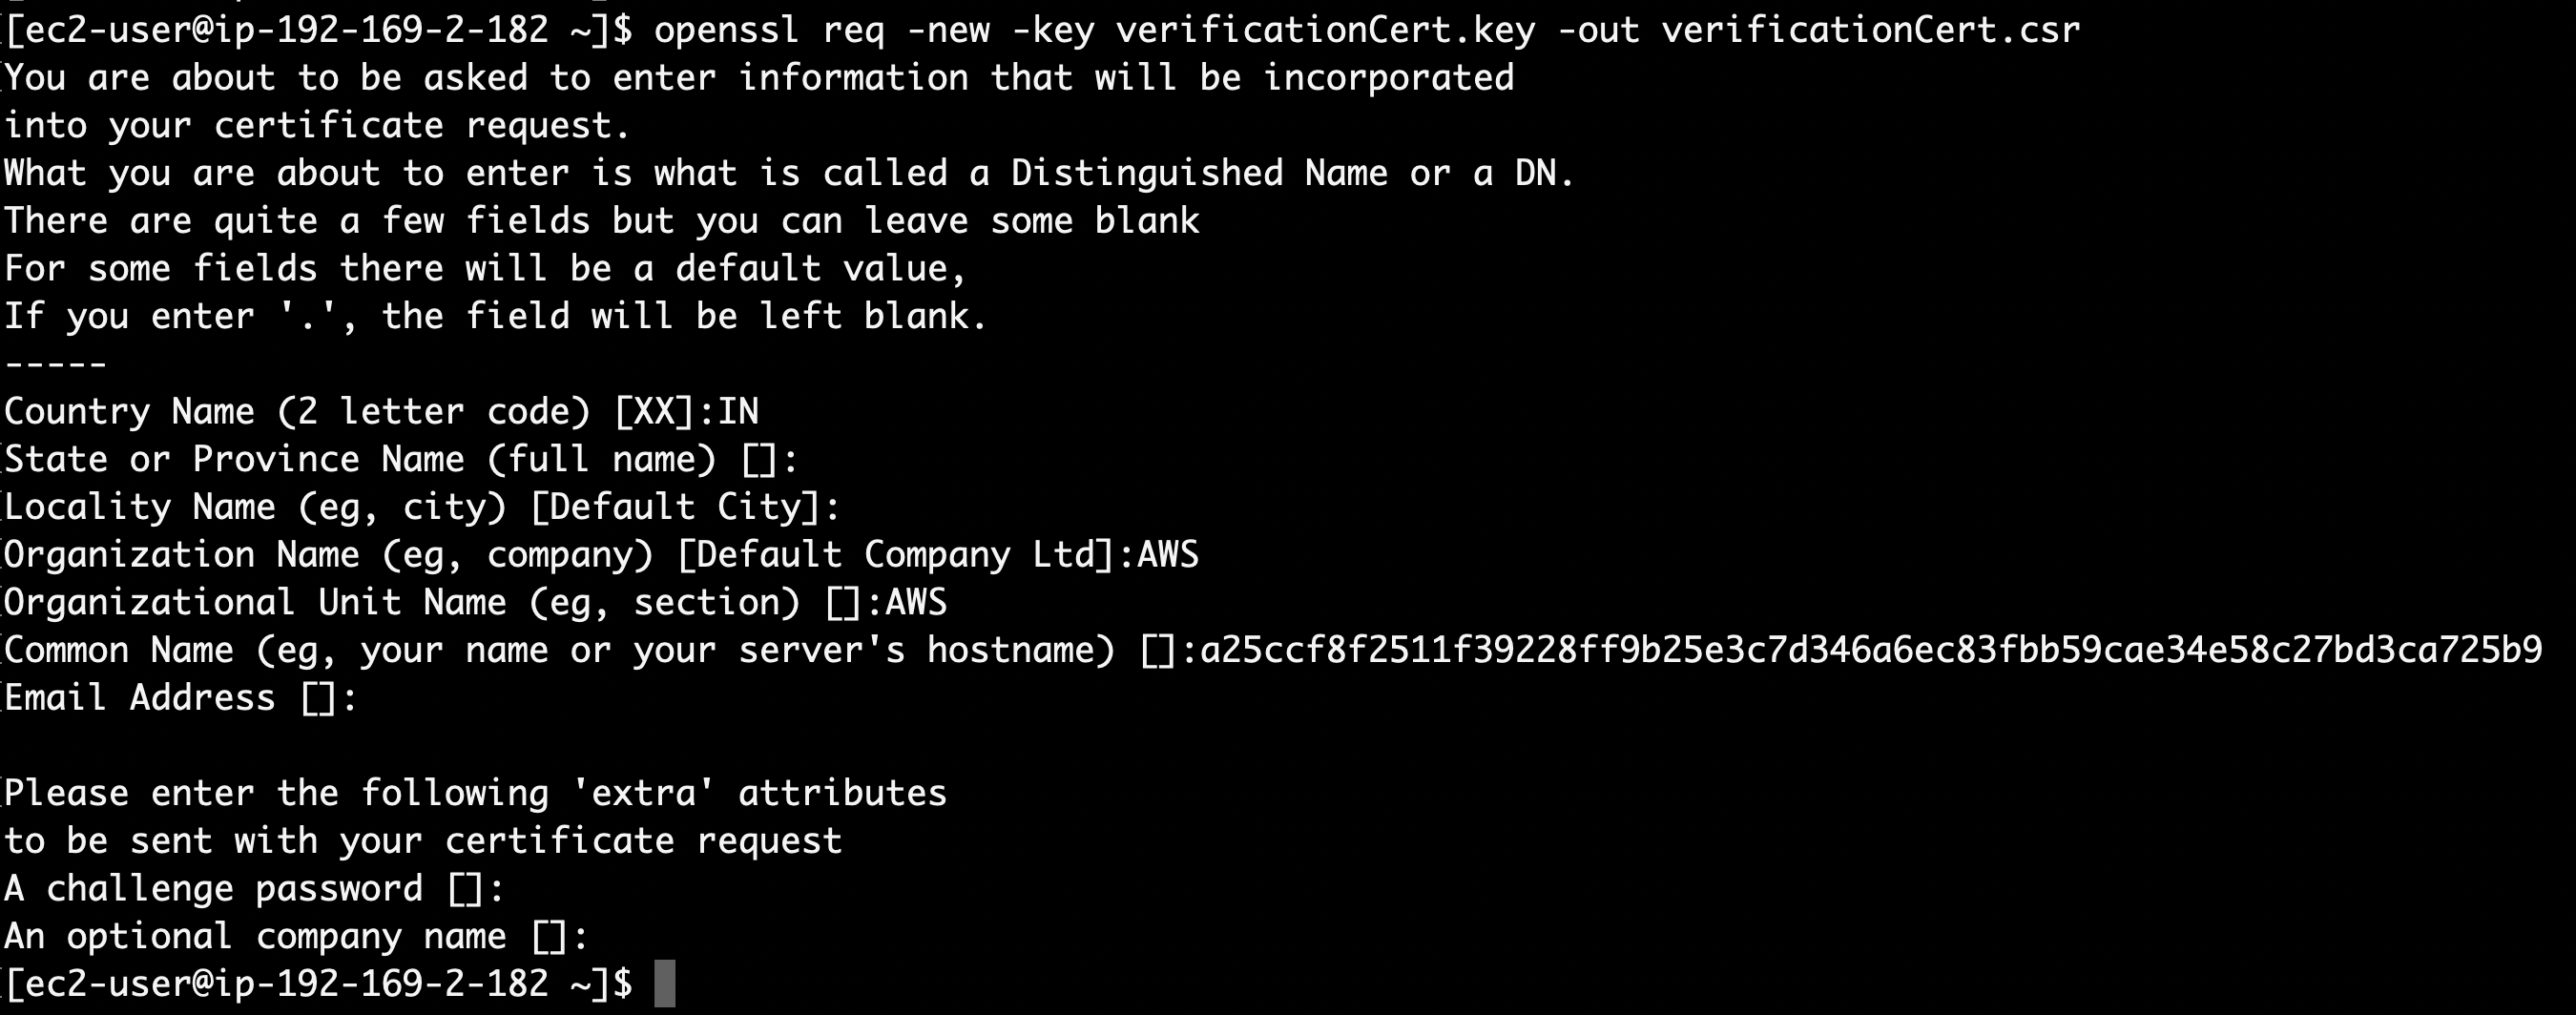 [ec2-user@ip-192-169-2-182 ~]$ openssl req -new -key verificationCert.key -out verificationCert.csr
You are about to be asked to enter information that will be incorporated
into your certificate request.
What you are about to enter is what is called a Distinguished Name or a DN.
There are quite a few fields but you can leave some blank
For some fields there will be a default value,
If you enter '.', the field will be left blank.
-----
Country Name (2 letter code) [XX]:IN
State or Province Name (full name) []:
Locality Name (eg, city) [Default City]:
Organization Name (eg, company) [Default Company Ltd]:AWS
Organizational Unit Name (eg, section) []:AWS
Common Name (eg, your name or your server's hostname) []:a25ccf8f2511f39228ff9b25e3c7d346a6ec83fbb59cae34e58c27bd3ca725b9
Email Address []:

Please enter the following 'extra' attributes
to be sent with your certificate request
A challenge password []:
An optional company name []:
[ec2-user@ip-192-169-2-182 ~]$